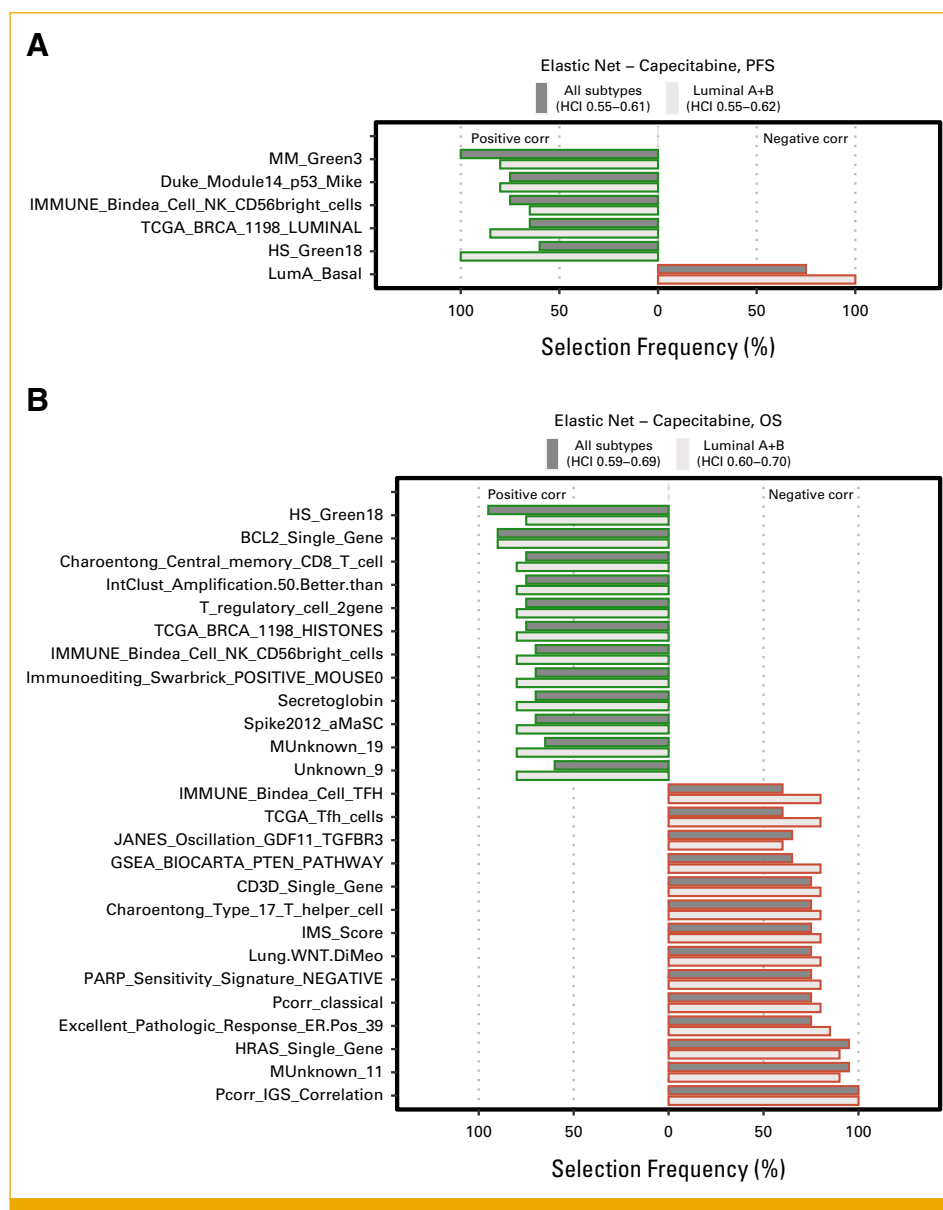 A
Elastic Net – Capecitabine, PFS
All subtypes
(HCI 0.55–0.61)
Luminal A+B
(HCI 0.55–0.62)
Positive corr
Negative corr
MM_Green3
Duke_Module14_p53_Mike
IMMUNE_Bindea_Cell_NK_CD56bright_cells
TCGA_BRCA_1198_LUMINAL
HS_Green18
LumA_Basal
100 50 0 50 100
Selection Frequency (%)
B
Elastic Net – Capecitabine, OS
All subtypes
(HCI 0.59–0.69)
Luminal A+B
(HCI 0.60–0.70)
Positive corr
Negative corr
HS_Green18
BCL2_Single_Gene
Charoentong_Central_memory_CD8_T_cell
IntClust_Amplification.50.Better.than
T_regulatory_cell_2gene
TCGA_BRCA_1198_HISTONES
IMMUNE_Bindea_Cell_NK_CD56bright_cells
Immunoediting_Swarbrick_POSITIVE_MOUSE0
Secretoglobin
Spike2012_aMaSC
MUnknown_19
Unknown_9
IMMUNE_Bindea_Cell_TFH
TCGA_Tfh_cells
JANES_Oscillation_GDF11_TGFBR3
GSEA_BIOCARTA_PTEN_PATHWAY
CD3D_Single_Gene
Charoentong_Type_17_T_helper_cell
IMS_Score
Lung.WNT.DiMeo
PARP_Sensitivity_Signature_NEGATIVE
Pcorr_classical
Excellent_Pathologic_Response_ER.Pos_39
HRAS_Single_Gene
MUnknown_11
Pcorr_IGS_Correlation
100 50 0 50 100
Selection Frequency (%)